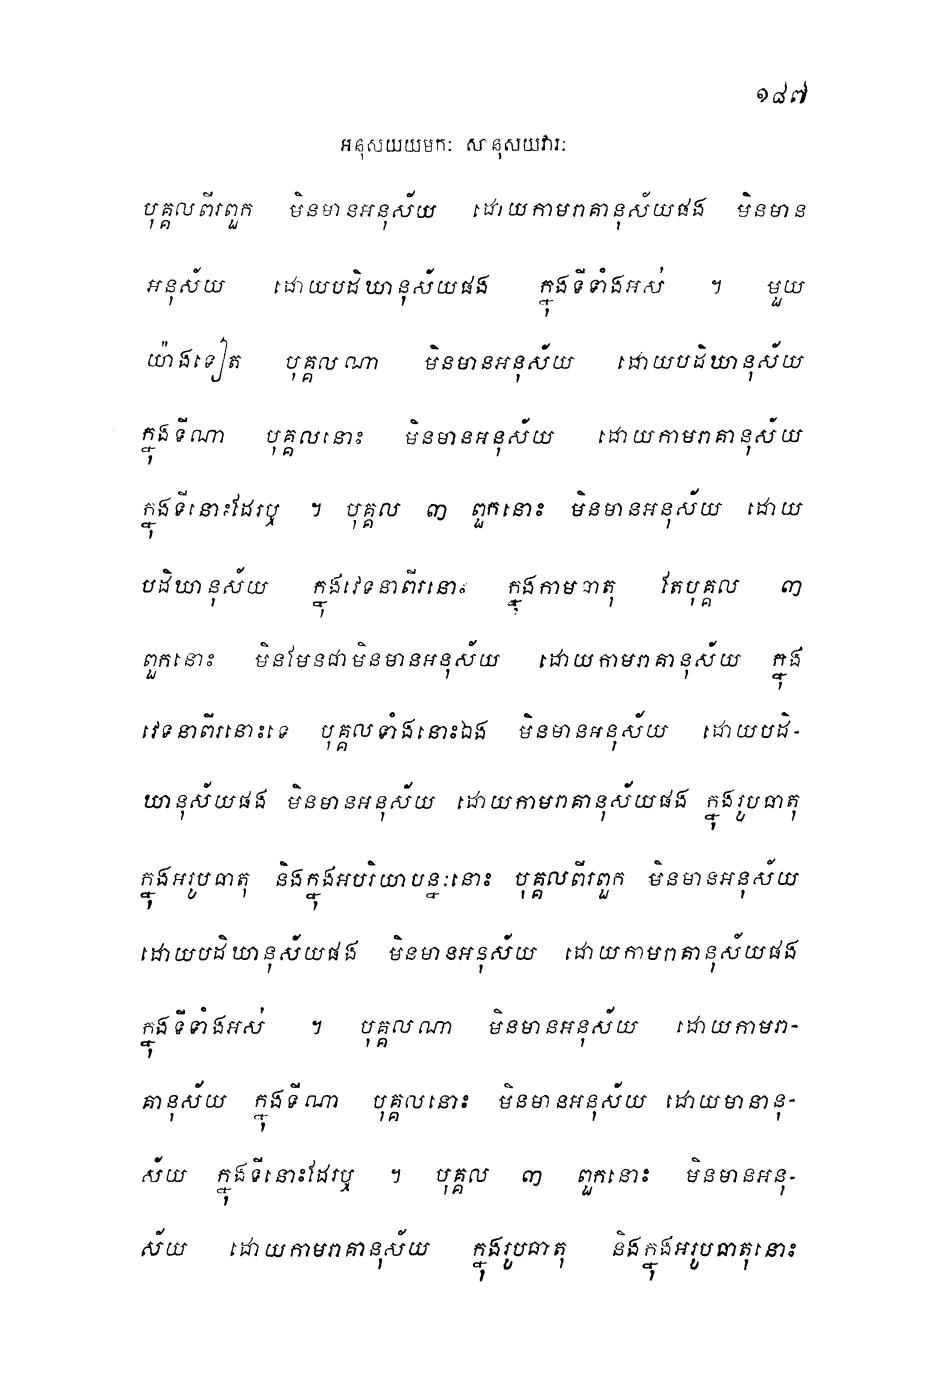 ១៨៧
អនុសយយមកៈ សានុសយវារៈ
បុគ្គលពីរពួក មិនមានអនុស័យ ដោយកាមរាគានុស័យផង មិនមាន
អនុស័យ ដោយបដិឃានុស័យផង ក្នុងទីទាំងអស់ ។ មួយ
យ៉ាងទៀត បុគ្គលណា មិនមានអនុស័យ ដោយបដិឃានុស័យ
ក្នុងទីណា បុគ្គលនោះ មិនមានអនុស័យ ដោយកាមរាគានុស័យ
ក្នុងទីនោះដែរឬ ។ បុគ្គល ៣ ពួកនោះ មិនមានអនុស័យ ដោយ
បដិឃានុស័យ ក្នុងវេទនាពីរនោះ ក្នុងកាមធាតុ តែបុគ្គល ៣
ពួកនោះ មិនមែនជាមិនមានអនុស័យ ដោយកាមរាគានុស័យ ក្នុង
វេទនាពីរនោះទេ បុគ្គលទាំងនោះឯង មិនមានអនុស័យ ដោយបដិ-
ឃានុស័យផង មិនមានអនុស័យ ដោយកាមរាគានុស័យផង ក្នុងរូបធាតុ
ក្នុងអរូបធាតុ និងក្នុងអបរិយាបន្នៈនោះ បុគ្គលពីរពួក មិនមានអនុស័យ
ដោយបដិឃានុស័យផង មិនមានអនុស័យ ដោយកាមរាគានុស័យផង
ក្នុងទីទាំងអស់ ។ បុគ្គលណា មិនមានអនុស័យ ដោយកាមរា-
គានុស័យ ក្នុងទីណា បុគ្គលនោះ មិនមានអនុស័យ ដោយមានានុ-
ស័យ ក្នុងទីនោះដែរឬ ។ បុគ្គល ៣ ពួកនោះ មិនមានអនុ-
ស័យ ដោយកាមរាគានុស័យ ក្នុងរូបធាតុ និងក្នុងអរូបធាតុនោះ